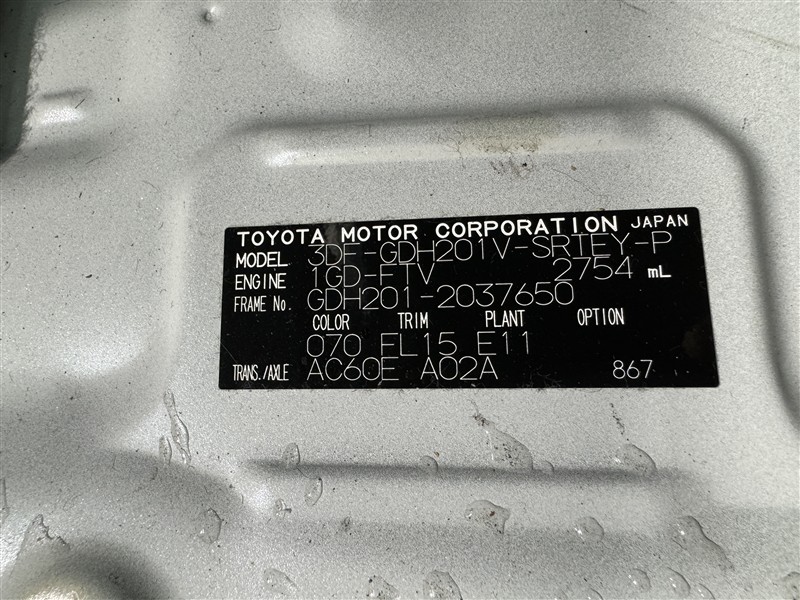 TOYOTA MOTOR CORPORATION JAPAN
MODEL 3DF-GDH201V-SRTEY-P
ENGINE 1GD-FTV 2754 mL
FRAME No. GDH201-2037650
COLOR TRIM PLANT OPTION
070 FL15 E11
TRANS./AXLE AC60E A02A 867